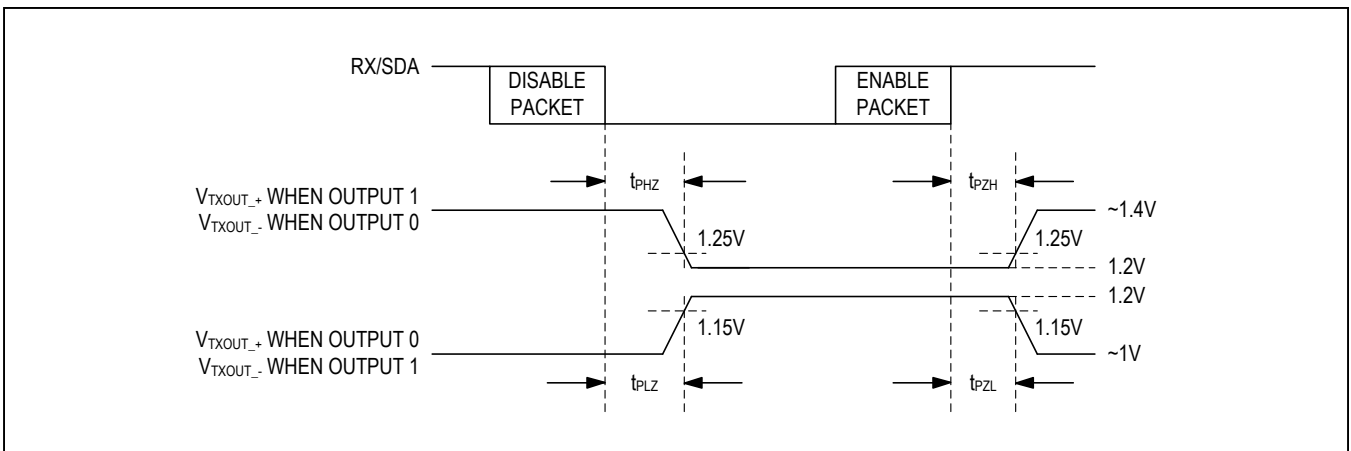 RX/SDA
DISABLE
PACKET
ENABLE
PACKET
tPHZ
tPZH
VTXOUT_+ WHEN OUTPUT 1
VTXOUT_- WHEN OUTPUT 0
~1.4V
1.25V
1.25V
1.2V
1.2V
1.15V
1.15V
VTXOUT_+ WHEN OUTPUT 0
VTXOUT_- WHEN OUTPUT 1
~1V
tPLZ
tPZL